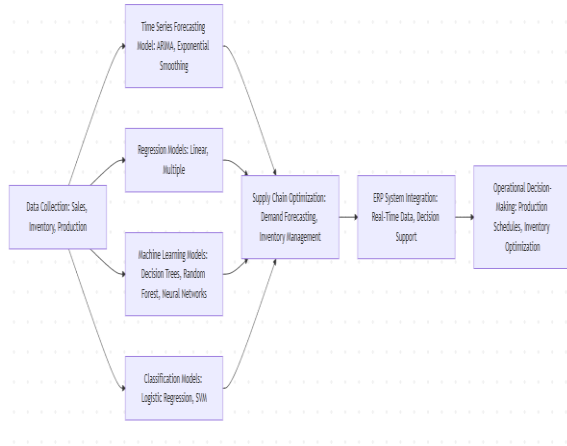 Time Series Forecasting
Model: ARIMA, Exponential
Smoothing
Regression Models: Linear,
Multiple
Data Collection: Sales,
Inventory, Production
Machine Learning Models:
Decision Trees, Random
Forest, Neural Networks
Classification Models:
Logistic Regression, SVM
Supply Chain Optimization:
Demand Forecasting,
Inventory Management
ERP System Integration:
Real-Time Data, Decision
Support
Operational Decision-
Making: Production
Schedules, Inventory
Optimization